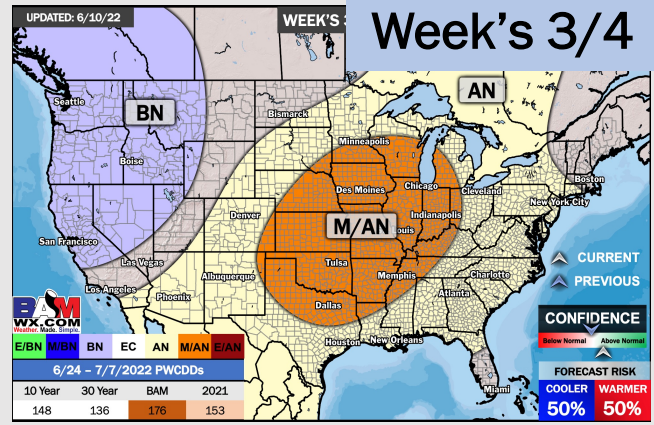 UPDATED: 6/10/22
WEEK'S 3
Week's 3/4
Seattle
BN
AN
Bismarck
Minneapolis
Boise
Boston
Des Moines
Chicago
Cleveland
New York City
Denver
M/AN
Indianapolis
ouis
San Francisco
Las Vegas
Tulsa
CURRENT
Albuquerque
Memphis
Charlotte
PREVIOUS
Los Angeles
Phoenix
Atlanta
Dallas
BAM
WX.COM
Weather. Made. Simple.
CONFIDENCE
Below Normal
Above Normal
Houston
New Orleans
E/BN M/BN BN EC AN M/AN E/AN
FORECAST RISK
6/24 – 7/7/2022 PWCDDs
Miami
COOLER
WARMER
10 Year 30 Year BAM 2021
50%
50%
148 136 176 153